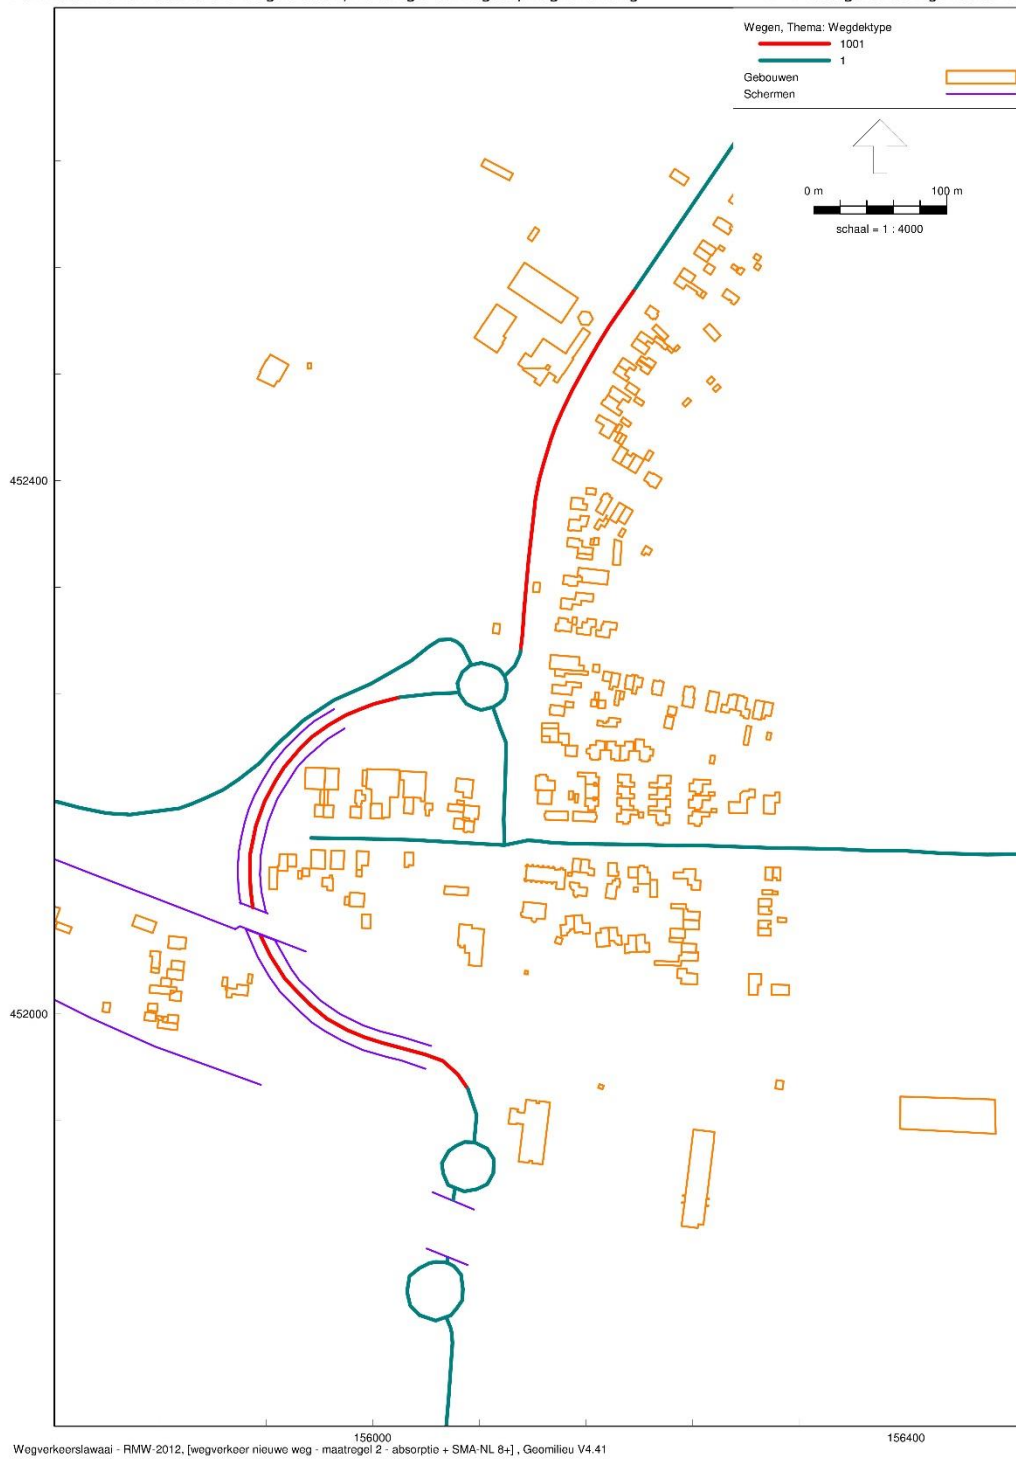 Wegen, Thema: Wegdektype
1001
1
Gebouwen
Schermen
0 m 100 m
schaal = 1 : 4000
452400
452000
156000 156400
Wegverkeerslawaai - RMW-2012, [wegverkeer nieuwe weg - maatregel 2 - absorptie + SMA-NL 8+] , Geomilieu V4.41